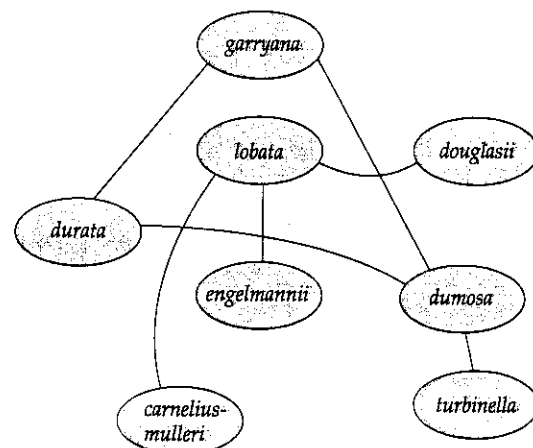 garryana
lobata
douglasii
durata
engelmannii
dumosa
carnelius-
mulleri
turbinella